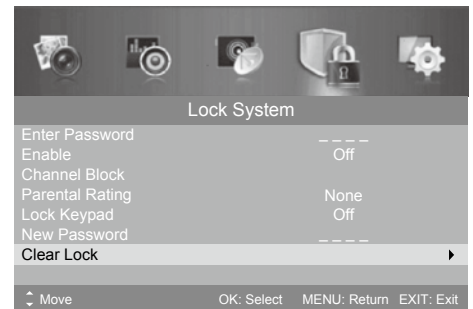 Lock System
Enter Password _ _ _ _
Enable Off
Channel Block
Parental Rating None
Lock Keypad Off
New Password _ _ _ _
Clear Lock
Move OK: Select MENU: Return EXIT: Exit